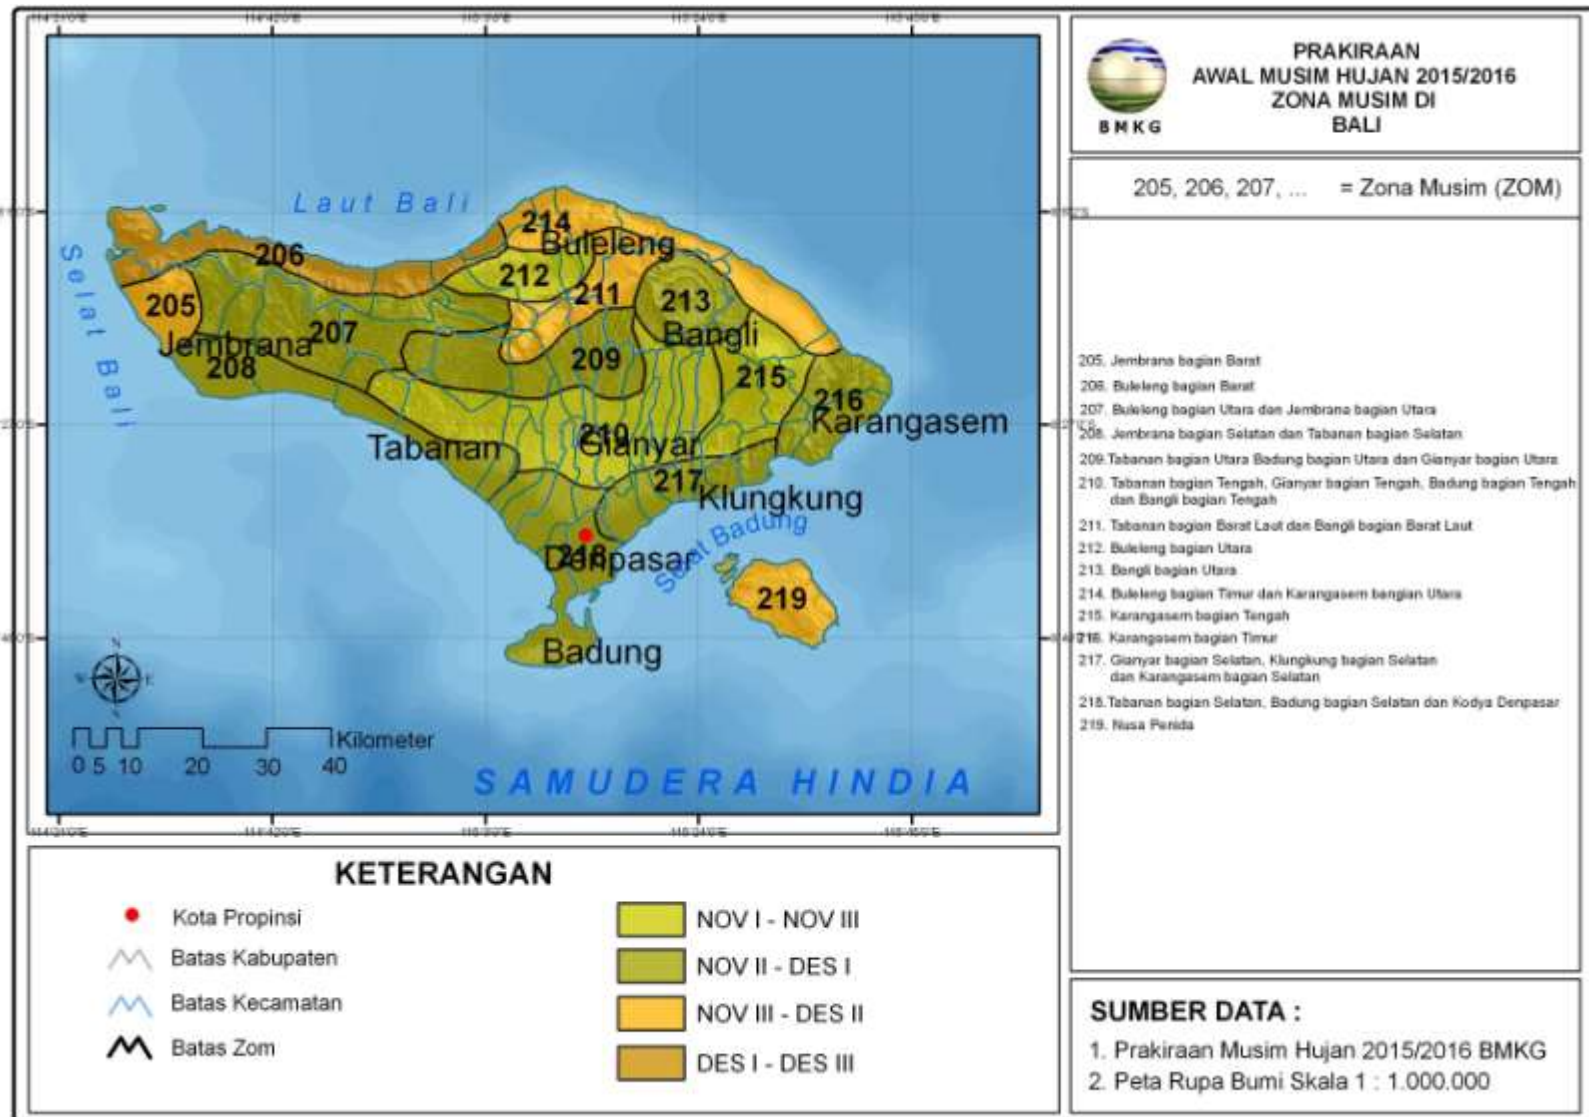 PRAKIRAAN
AWAL MUSIM HUJAN 2015/2016
ZONA MUSIM DI
BALI
BMKG
205, 206, 207, ... = Zona Musim (ZOM)
205. Jembrana bagian Barat
206. Buleleng bagian Barat
207. Buleleng bagian Utara dan Jembrana bagian Utara
208. Jembrana bagian Selatan dan Tabanan bagian Selatan
209.Tabanan bagian Utara Badung bagian Utara dan Gianyar bagian Utara
210. Tabanan bagian Tengah, Gianyar bagian Tengah, Badung bagian Tengah
dan Bangli bagian Tengah
211. Tabanan bagian Barat Laut dan Bangli bagian Barat Laut
212. Buleleng bagian Utara
213. Bangli bagian Utara
214. Buleleng bagian Timur dan Karangasem bangian Utara
215. Karangasem bagian Tengah
216. Karangasem bagian Timur
217. Gianyar bagian Selatan, Klungkung bagian Selatan
dan Karangasem bagian Selatan
218.Tabanan bagian Selatan, Badung bagian Selatan dan Kodya Denpasar
219. Nusa Penida
Laut Bali
Selat Bali
214
Buleleng
206
212
211
213
205
Bangli
207
Jembrana
208
209
215
216
Karangasem
210
Gianyar
Tabanan
217
Klungkung
Selat Badung
218
Denpasar
219
Badung
N
W
E
S
Kilometer
0 5 10 20 30 40
SAMUDERA HINDIA
KETERANGAN
Kota Propinsi
Batas Kabupaten
Batas Kecamatan
Batas Zom
NOV I - NOV III
NOV II - DES I
NOV III - DES II
DES I - DES III
SUMBER DATA :
1. Prakiraan Musim Hujan 2015/2016 BMKG
2. Peta Rupa Bumi Skala 1 : 1.000.000